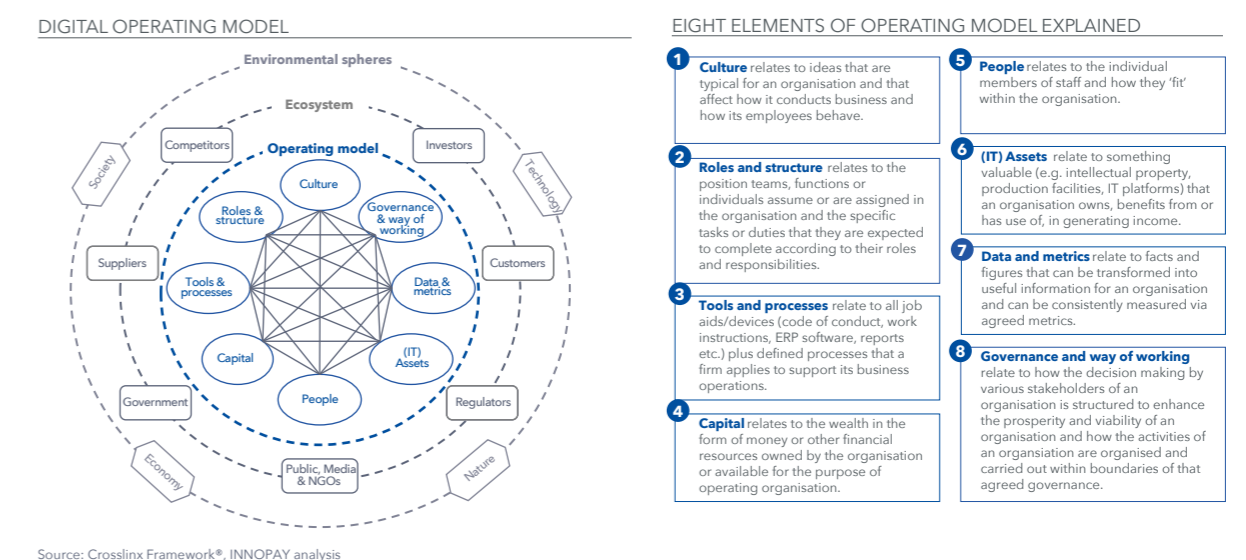 DIGITAL OPERATING MODEL
Environmental spheres
Ecosystem
Competitors
Investors
Society
Technology
Operating model
Culture
Roles &
structure
Governance
& way of
working
Suppliers
Customers
Tools &
processes
Data &
metrics
Capital
(IT)
Assets
People
Government
Regulators
Economy
Public, Media
& NGOs
Nature
Source: Crosslinx Framework®, INNOPAY analysis
EIGHT ELEMENTS OF OPERATING MODEL EXPLAINED
1
Culture relates to ideas that are
typical for an organisation and that
affect how it conducts business and
how its employees behave.
2
Roles and structure relates to the
position teams, functions or
individuals assume or are assigned in
the organisation and the specific
tasks or duties that they are expected
to complete according to their roles
and responsibilities.
3
Tools and processes relate to all job
aids/devices (code of conduct, work
instructions, ERP software, reports
etc.) plus defined processes that a
firm applies to support its business
operations.
4
Capital relates to the wealth in the
form of money or other financial
resources owned by the organisation
or available for the purpose of
operating organisation.
5
People relates to the individual
members of staff and how they ‘fit’
within the organisation.
6
(IT) Assets relate to something
valuable (e.g. intellectual property,
production facilities, IT platforms) that
an organisation owns, benefits from or
has use of, in generating income.
7
Data and metrics relate to facts and
figures that can be transformed into
useful information for an organisation
and can be consistently measured via
agreed metrics.
8
Governance and way of working
relate to how the decision making by
various stakeholders of an
organisation is structured to enhance
the prosperity and viability of an
organisation and how the activities of
an organsiation are organised and
carried out within boundaries of that
agreed governance.